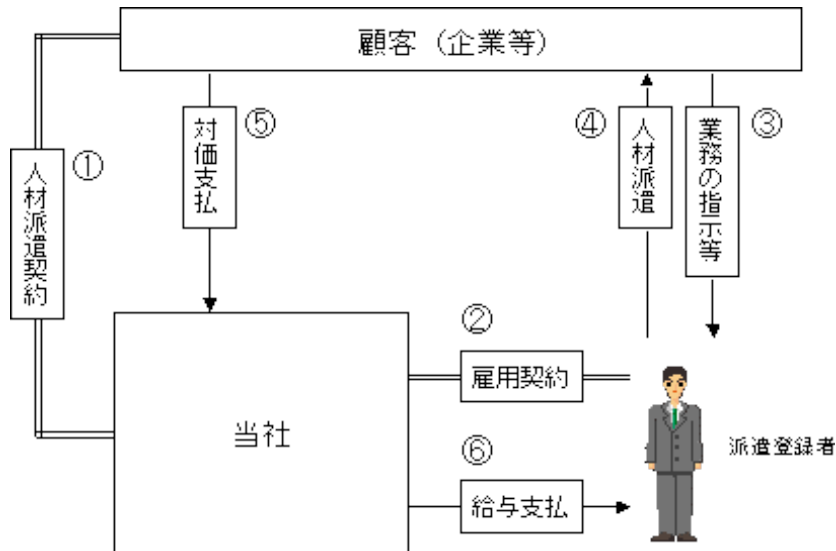 顧客（企業等）
① 人材派遣契約
対価支払 ⑤
④ 人材派遣
業務の指示等 ③
②
雇用契約
当社
派遣登録者
⑥
給与支払